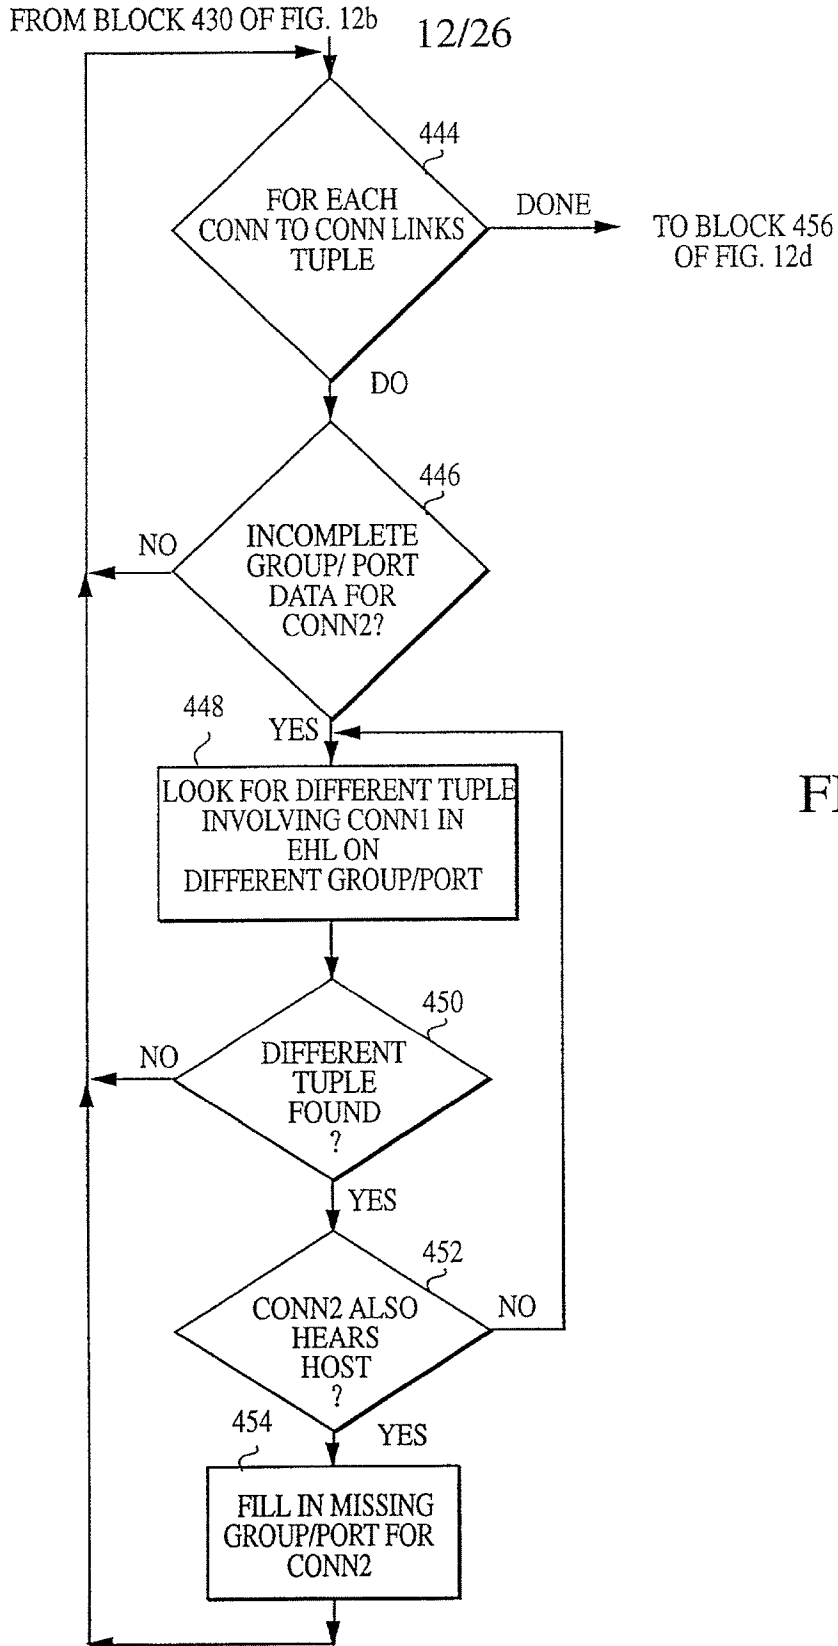 FROM BLOCK 430 OF FIG. 12b
12/26
444
FOR EACH
CONN TO CONN LINKS
TUPLE
DONE
TO BLOCK 456
OF FIG. 12d
DO
446
INCOMPLETE
GROUP/ PORT
DATA FOR
CONN2?
NO
YES
448
LOOK FOR DIFFERENT TUPLE
INVOLVING CONN1 IN
EHL ON
DIFFERENT GROUP/PORT
450
DIFFERENT
TUPLE
FOUND
?
NO
YES
452
CONN2 ALSO
HEARS
HOST
?
NO
YES
454
FILL IN MISSING
GROUP/PORT FOR
CONN2